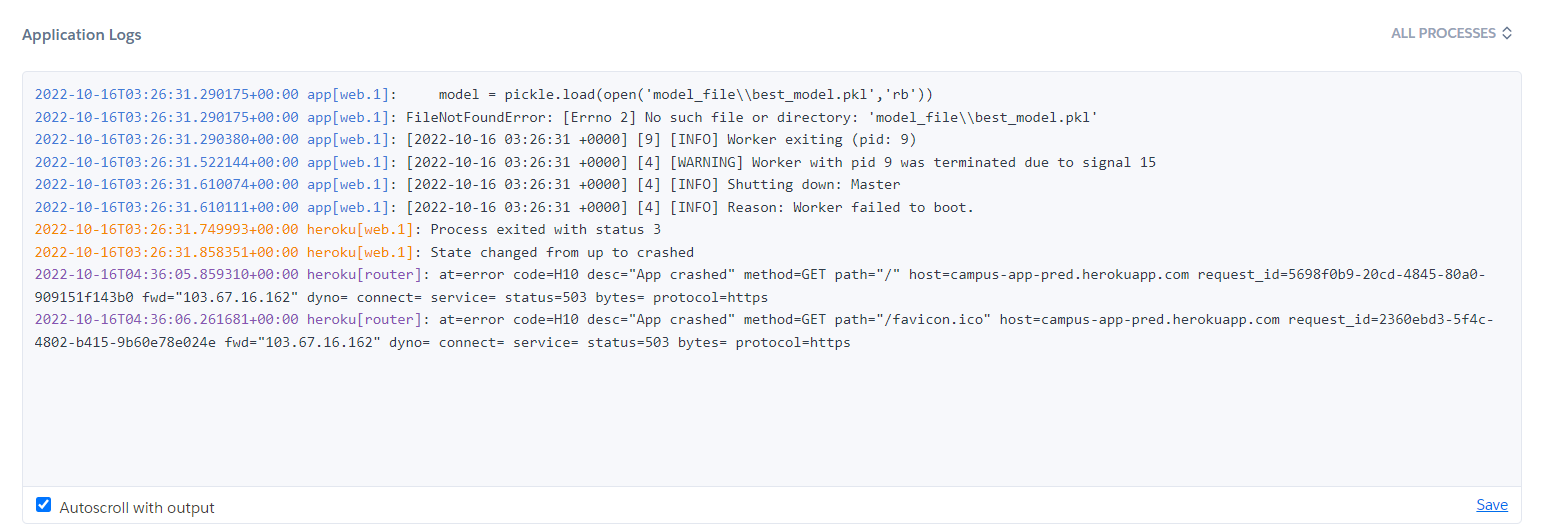 Application Logs
ALL PROCESSES
2022-10-16T03:26:31.290175+00:00 app[web.1]:     model = pickle.load(open('model_file\\best_model.pkl','rb'))
2022-10-16T03:26:31.290175+00:00 app[web.1]: FileNotFoundError: [Errno 2] No such file or directory: 'model_file\\best_model.pkl'
2022-10-16T03:26:31.290380+00:00 app[web.1]: [2022-10-16 03:26:31 +0000] [9] [INFO] Worker exiting (pid: 9)
2022-10-16T03:26:31.522144+00:00 app[web.1]: [2022-10-16 03:26:31 +0000] [4] [WARNING] Worker with pid 9 was terminated due to signal 15
2022-10-16T03:26:31.610074+00:00 app[web.1]: [2022-10-16 03:26:31 +0000] [4] [INFO] Shutting down: Master
2022-10-16T03:26:31.610111+00:00 app[web.1]: [2022-10-16 03:26:31 +0000] [4] [INFO] Reason: Worker failed to boot.
2022-10-16T03:26:31.749993+00:00 heroku[web.1]: Process exited with status 3
2022-10-16T03:26:31.858351+00:00 heroku[web.1]: State changed from up to crashed
2022-10-16T04:36:05.859310+00:00 heroku[router]: at=error code=H10 desc="App crashed" method=GET path="/" host=campus-app-pred.herokuapp.com request_id=5698f0b9-20cd-4845-80a0-
909151f143b0 fwd="103.67.16.162" dyno= connect= service= status=503 bytes= protocol=https
2022-10-16T04:36:06.261681+00:00 heroku[router]: at=error code=H10 desc="App crashed" method=GET path="/favicon.ico" host=campus-app-pred.herokuapp.com request_id=2360ebd3-5f4c-
4802-b415-9b60e78e024e fwd="103.67.16.162" dyno= connect= service= status=503 bytes= protocol=https
Autoscroll with output
Save